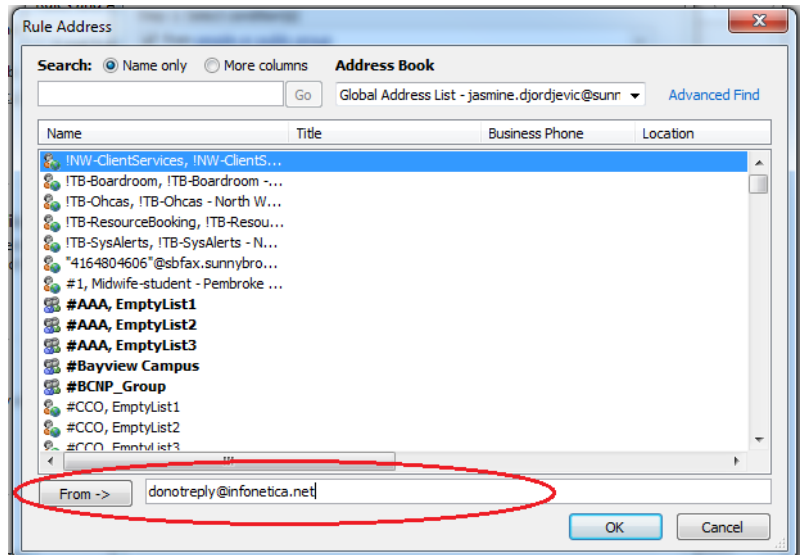 Rule Address
Search: Name only More columns Address Book
Go Global Address List - jasmine.djordjevic@sunn Advanced Find
Name Title Business Phone Location
!NW-ClientServices, !NW-ClientS...
!TB-Boardroom, !TB-Boardroom -...
!TB-Ohcas, !TB-Ohcas - North W...
!TB-ResourceBooking, !TB-Resou...
!TB-SysAlerts, !TB-SysAlerts - N...
"4164804606"@sbfax.sunnybro...
#1, Midwife-student - Pembroke ...
#AAA, EmptyList1
#AAA, EmptyList2
#AAA, EmptyList3
#Bayview Campus
#BCNP_Group
#CCO, EmptyList1
#CCO, EmptyList2
#CCO, EmptyList3
From -> donotreply@infonetica.net
OK Cancel